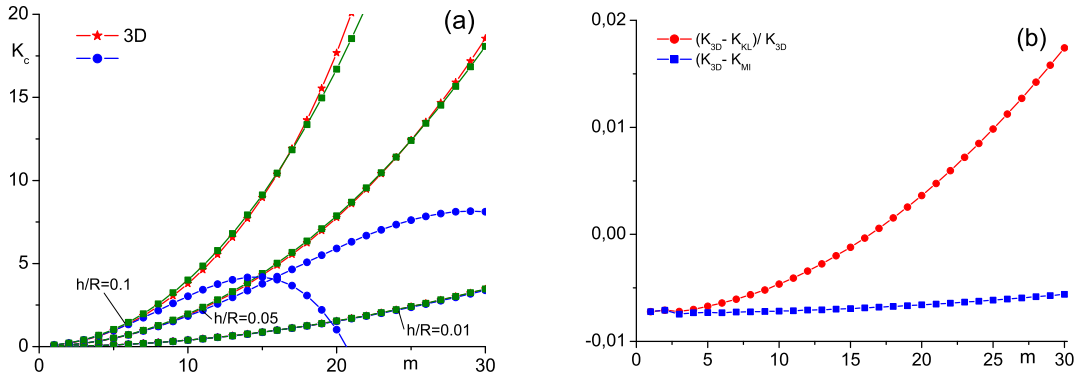 (a)
20
K_c
15
10
5
0
3D
h/R=0.1
h/R=0.05
h/R=0.01
0
10
20
m
30
(b)
0,02
0,01
0,00
-0,01
(K_3D- K_KL)/ K_3D
(K_3D- K_MI
0
5
10
15
20
25
m
30